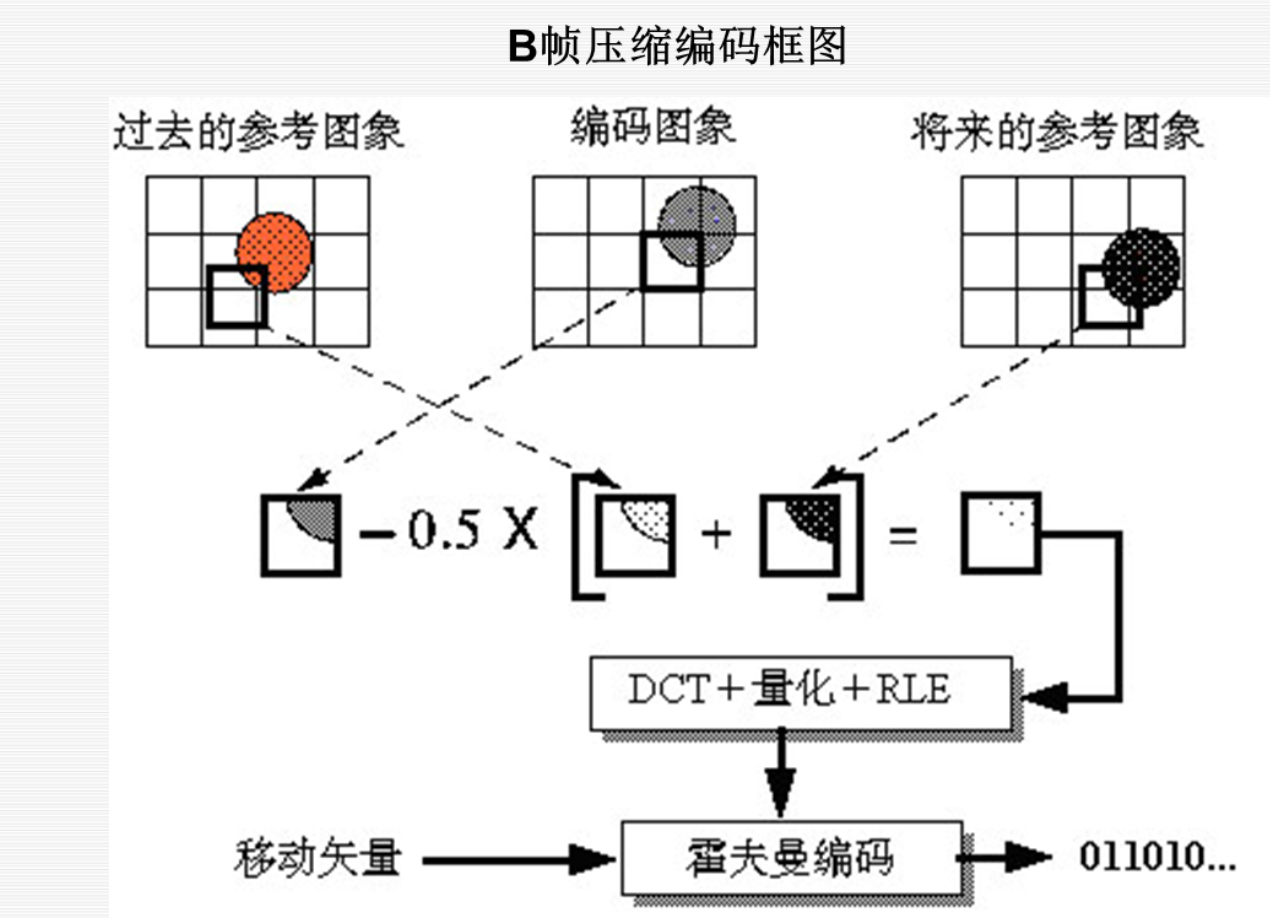 B帧压缩编码框图
过去的参考图象
编码图象
将来的参考图象
－0.5 X [ + ] =
DCT＋量化＋RLE
移动矢量
霍夫曼编码
011010...